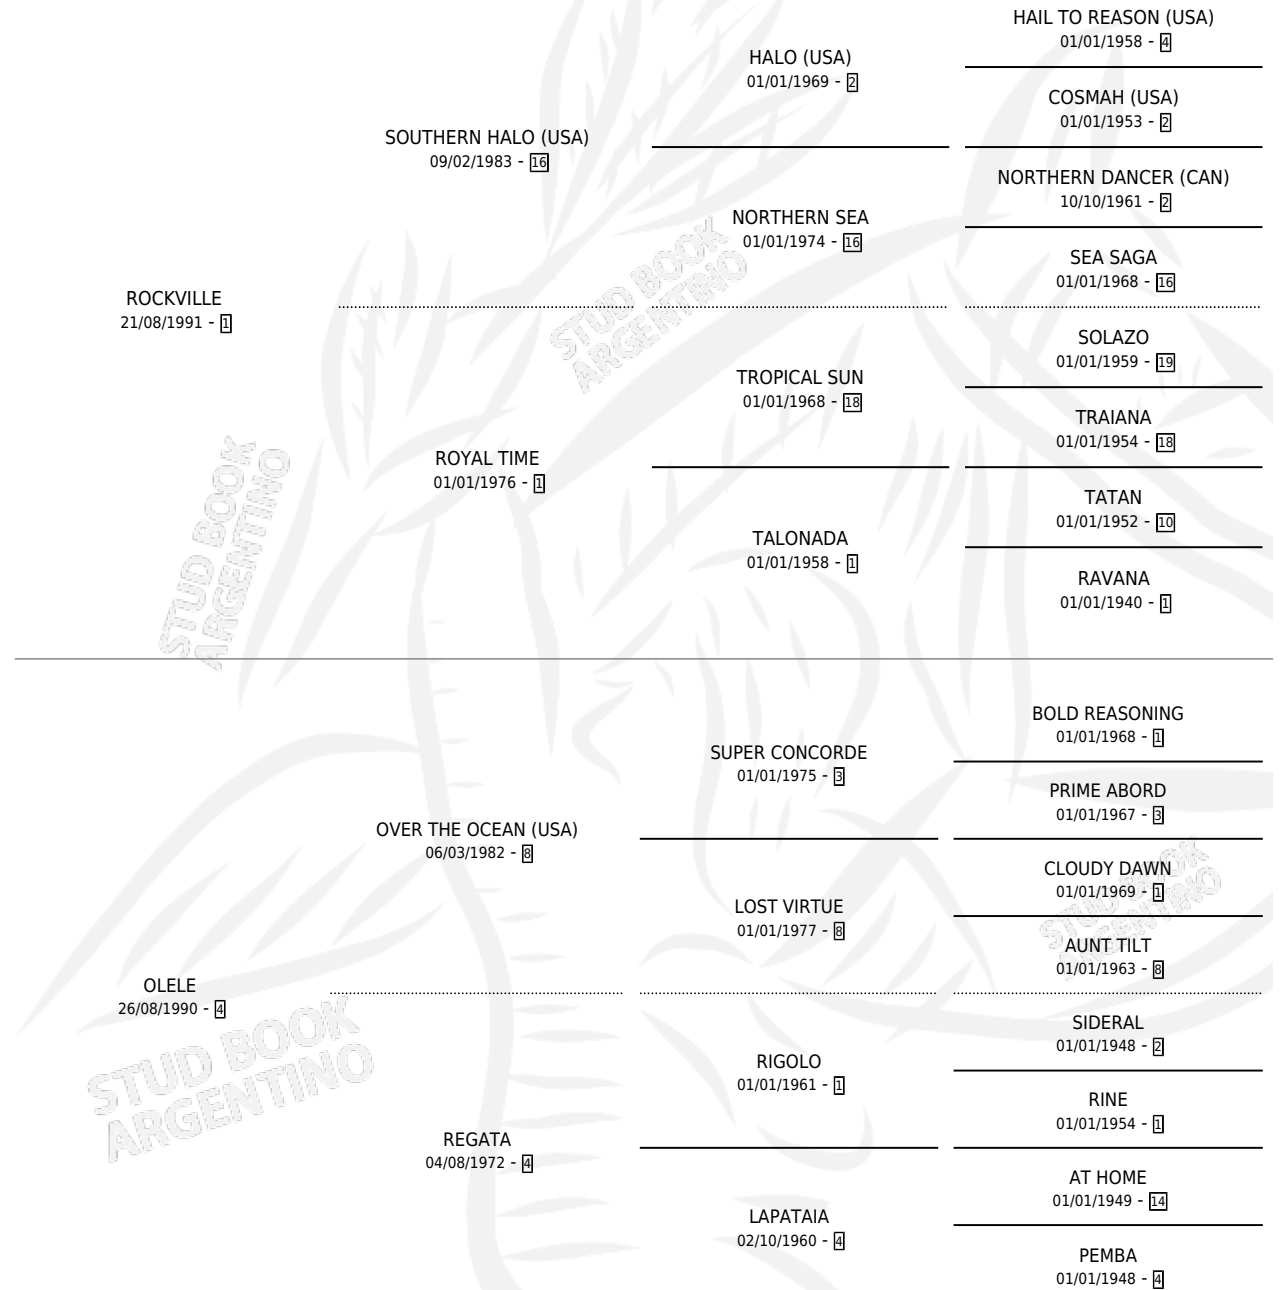 HAIL TO REASON (USA)
01/01/1958 - 4
HALO (USA)
01/01/1969 - 2
COSMAH (USA)
01/01/1953 - 2
SOUTHERN HALO (USA)
09/02/1983 - 16
NORTHERN DANCER (CAN)
10/10/1961 - 2
NORTHERN SEA
01/01/1974 - 16
SEA SAGA
01/01/1968 - 16
ROCKVILLE
21/08/1991 - 1
SOLAZO
01/01/1959 - 19
TROPICAL SUN
01/01/1968 - 18
TRAIANA
01/01/1954 - 18
ROYAL TIME
01/01/1976 - 1
TATAN
01/01/1952 - 10
TALONADA
01/01/1958 - 1
RAVANA
01/01/1940 - 1
BOLD REASONING
01/01/1968 - 1
SUPER CONCORDE
01/01/1975 - 3
PRIME ABORD
01/01/1967 - 3
OVER THE OCEAN (USA)
06/03/1982 - 8
CLOUDY DAWN
01/01/1969 - 1
LOST VIRTUE
01/01/1977 - 8
AUNT TILT
01/01/1963 - 8
OLELE
26/08/1990 - 4
SIDERAL
01/01/1948 - 2
RIGOLO
01/01/1961 - 1
RINE
01/01/1954 - 1
REGATA
04/08/1972 - 4
AT HOME
01/01/1949 - 14
LAPATAIA
02/10/1960 - 4
PEMBA
01/01/1948 - 4
STUD BOOK
ARGENTINO
STUD BOOK
ARGENTINO
STUD BOOK
ARGENTINO
STUD BOOK
ARGENTINO